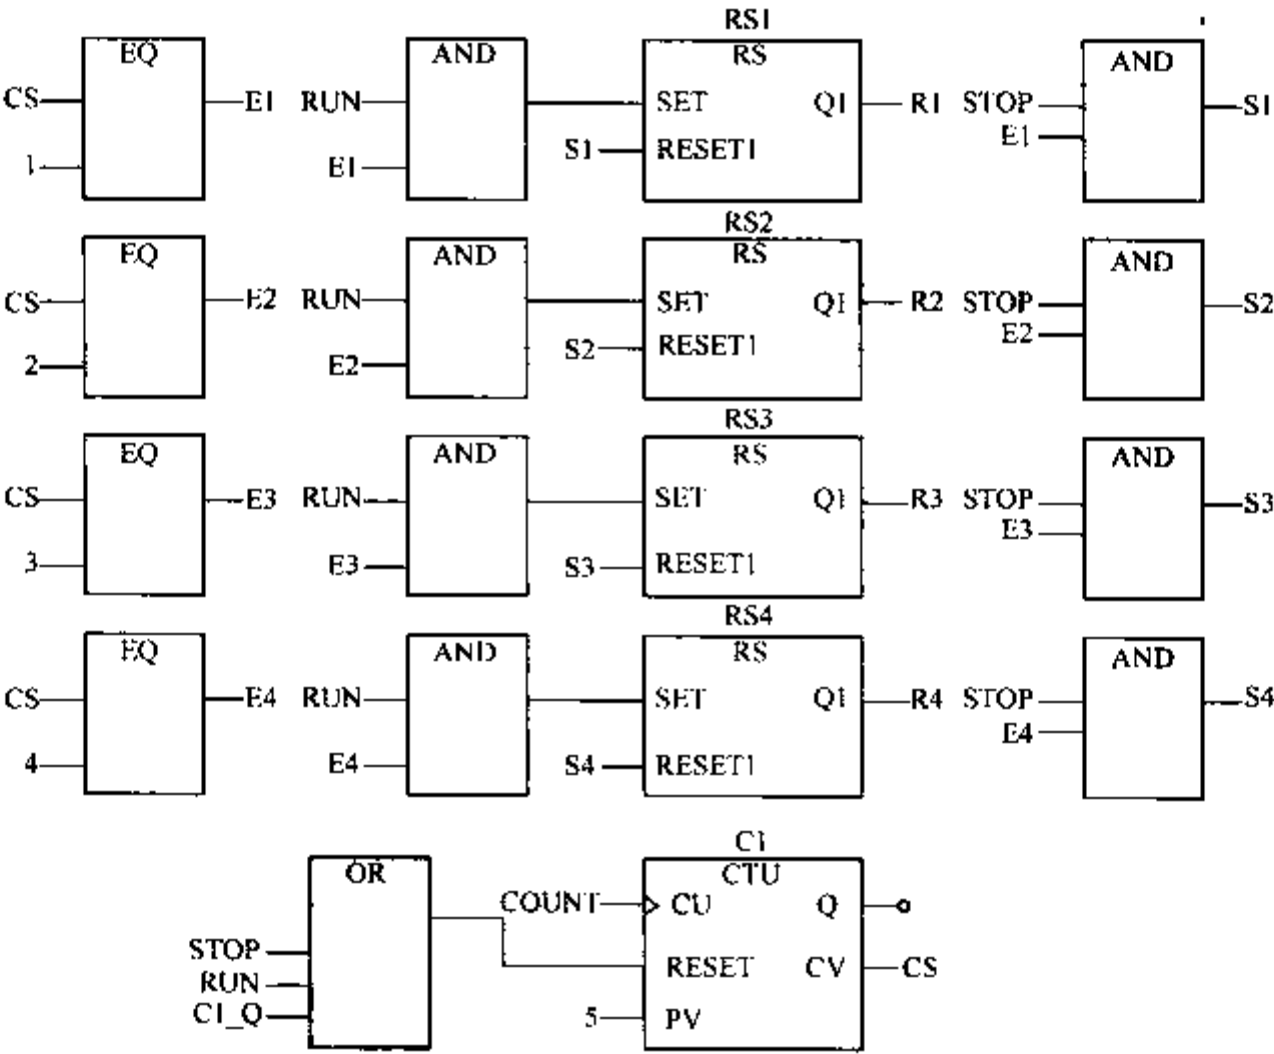 RS1
EQ AND RS AND
CS E1 RUN SET Q1 R1 STOP S1
1 E1 S1 RESET1 E1
RS2
EQ AND RS AND
CS E2 RUN SET Q1 R2 STOP S2
2 E2 S2 RESET1 E2
RS3
EQ AND RS AND
CS E3 RUN SET Q1 R3 STOP S3
3 E3 S3 RESET1 E3
RS4
EQ AND RS AND
CS E4 RUN SET Q1 R4 STOP S4
4 E4 S4 RESET1 E4
C1
OR CTU
COUNT CU Q
STOP
RUN RESET CV CS
C1_Q 5 PV